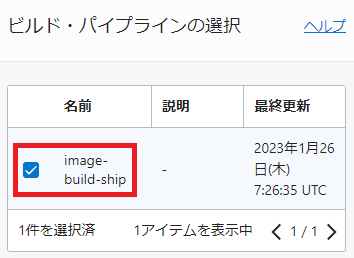 ビルド・パイプラインの選択 ヘルプ
名前 説明 最終更新
image-
build-ship
-
2023年1月26
日(木)
7:26:35 UTC
1件を選択済 1アイテムを表示中 < 1 / 1 >